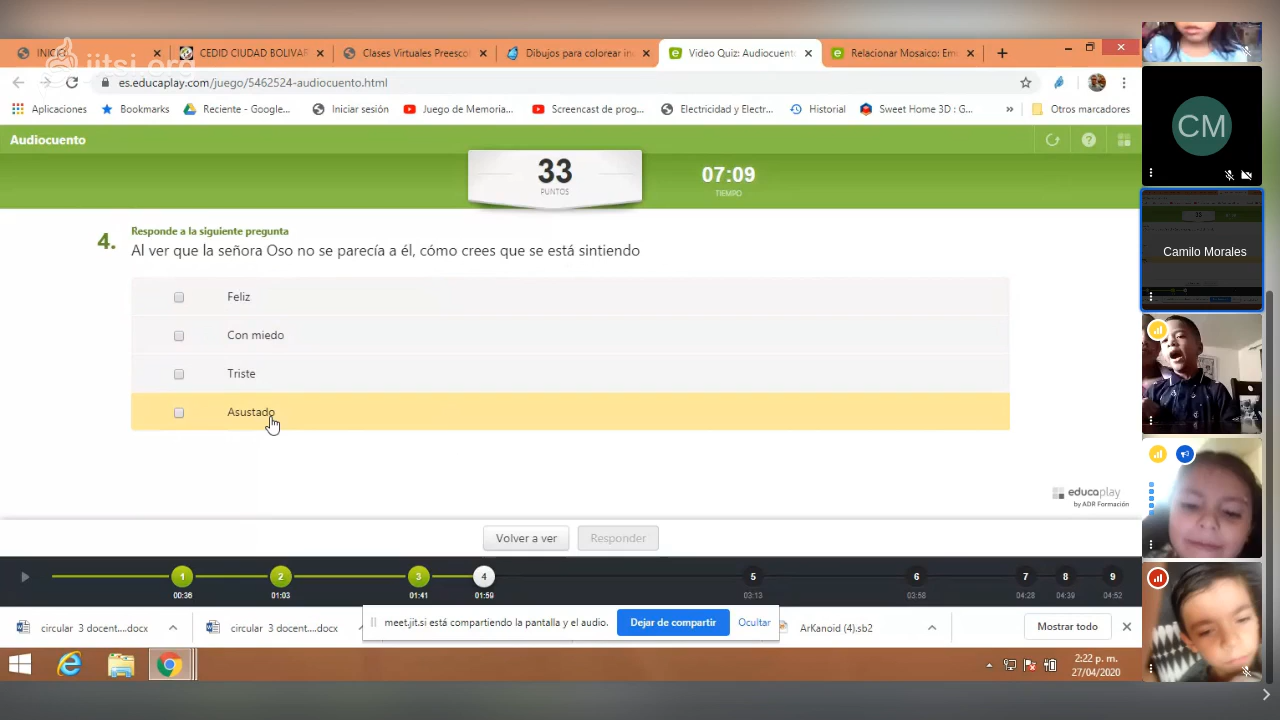 jitsi.org
INIC
CEDID CIUDAD BOLIVAR
Clases Virtuales Preesco
Dibujos para colorear in
Video Quiz: Audiocuento
Relacionar Mosaico: Em
es.educaplay.com/juego/5462524-audiocuento.html
Aplicaciones
Bookmarks
Reciente - Google...
Iniciar sesión
Juego de Memoria...
Screencast de prog...
Electricidad y Electr...
Historial
Sweet Home 3D : G...
»
Otros marcadores
Audiocuento
33
PUNTOS
07:09
TIEMPO
4.
Responde a la siguiente pregunta
Al ver que la señora Oso no se parecía a él, cómo crees que se está sintiendo
Feliz
Con miedo
Triste
Asustado
educaplay
by ADR Formación
Volver a ver
Responder
1
2
3
4
5
6
7
8
9
00:36
01:03
01:41
01:59
03:13
03:58
04:28
04:39
04:52
circular 3 docent....docx
circular 3 docent....docx
meet.jit.si está compartiendo la pantalla y el audio.
Dejar de compartir
Ocultar
ArKanoid (4).sb2
Mostrar todo
2:22 p. m.
27/04/2020
CM
Camilo Morales